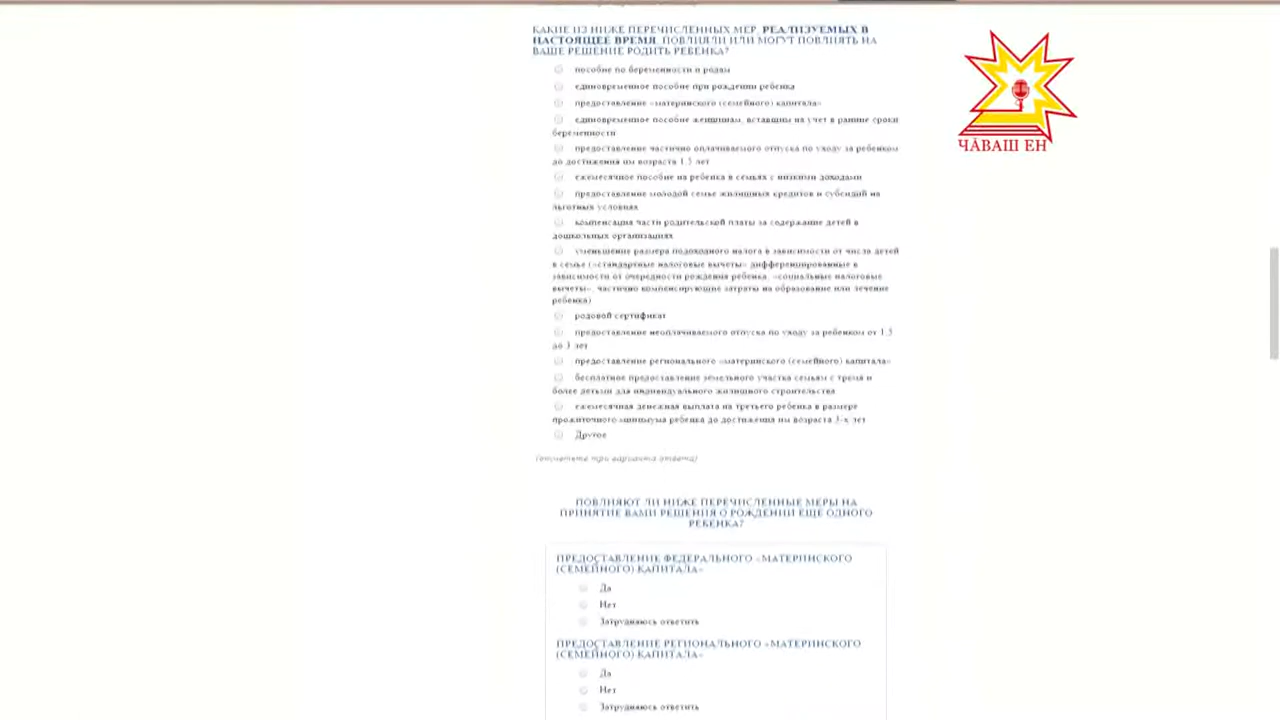 КАКИЕ ИЗ НИЖЕ ПЕРЕЧИСЛЕННЫХ МЕР, РЕАЛИЗУЕМЫХ В
НАСТОЯЩЕЕ ВРЕМЯ, ПОВЛИЯЛИ ИЛИ МОГУТ ПОВЛИЯТЬ НА
ВАШЕ РЕШЕНИЕ РОДИТЬ РЕБЕНКА?
пособие по беременности и родам
единовременное пособие при рождении ребенка
предоставление «материнского (семейного) капитала»
единовременное пособие женщинам, вставшим на учет в ранние сроки
беременности
предоставление частично оплачиваемого отпуска по уходу за ребенком
до достижения им возраста 1,5 лет
ежемесячное пособие на ребенка в семьях с низкими доходами
предоставление молодой семье жилищных кредитов и субсидий на
льготных условиях
компенсация части родительской платы за содержание детей в
дошкольных организациях
уменьшение размера подоходного налога в зависимости от числа детей
в семье («стандартные налоговые вычеты» дифференцированные в
зависимости от очередности рождения ребенка, «социальные налоговые
вычеты», частично компенсирующие затраты на образование или лечение
ребенка)
родовой сертификат
предоставление неоплачиваемого отпуска по уходу за ребенком от 1,5
до 3 лет
предоставление регионального «материнского (семейного) капитала»
бесплатное предоставление земельного участка семьям с тремя и
более детьми для индивидуального жилищного строительства
ежемесячная денежная выплата на третьего ребенка в размере
прожиточного минимума ребенка до достижения им возраста 3-х лет
Другое
(отметьте три варианта ответа)
ПОВЛИЯЮТ ЛИ НИЖЕ ПЕРЕЧИСЛЕННЫЕ МЕРЫ НА
ПРИНЯТИЕ ВАМИ РЕШЕНИЯ О РОЖДЕНИИ ЕЩЕ ОДНОГО
РЕБЕНКА?
ПРЕДОСТАВЛЕНИЕ ФЕДЕРАЛЬНОГО «МАТЕРИНСКОГО
(СЕМЕЙНОГО) КАПИТАЛА»
Да
Нет
Затрудняюсь ответить
ПРЕДОСТАВЛЕНИЕ РЕГИОНАЛЬНОГО «МАТЕРИНСКОГО
(СЕМЕЙНОГО) КАПИТАЛА»
Да
Нет
Затрудняюсь ответить
ЧӐВАШ ЕН